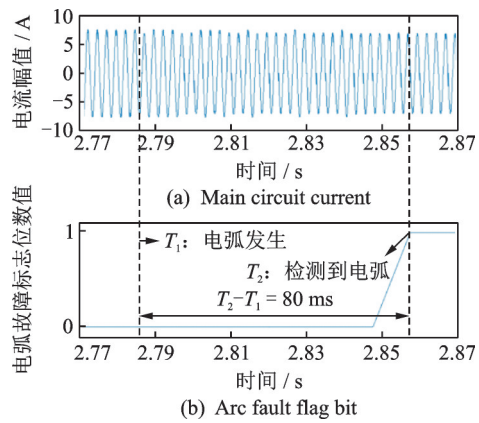 电流幅值 / A
10
5
0
−5
−10
2.77 2.79 2.81 2.83 2.85 2.87
时间 / s
(a) Main circuit current
电弧故障标志位数值
1
T₁：电弧发生
T₂：检测到电弧
T₂−T₁ = 80 ms
0
2.77 2.79 2.81 2.83 2.85 2.87
时间 / s
(b) Arc fault flag bit